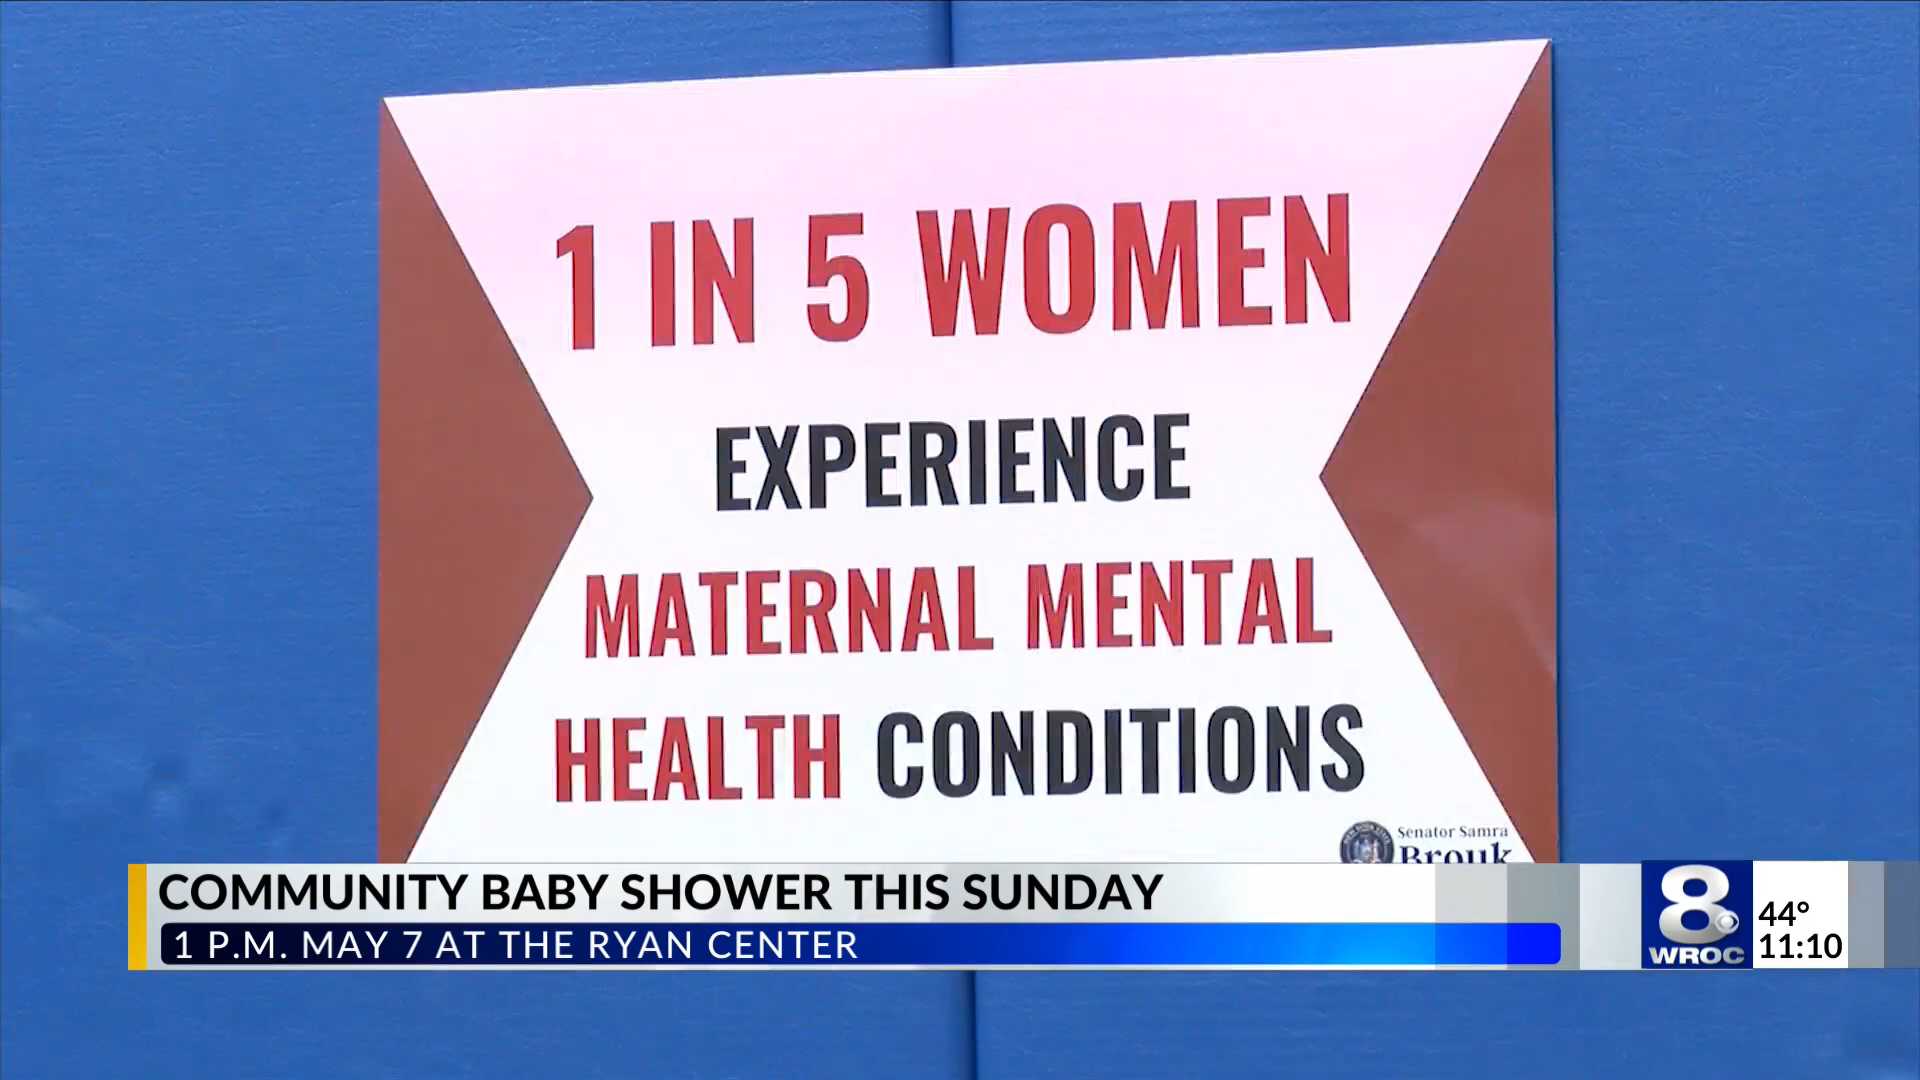 1 IN 5 WOMEN
EXPERIENCE
MATERNAL MENTAL
HEALTH CONDITIONS
Senator Samra
Brouk
COMMUNITY BABY SHOWER THIS SUNDAY
1 P.M. MAY 7 AT THE RYAN CENTER
8
WROC
44°
11:10